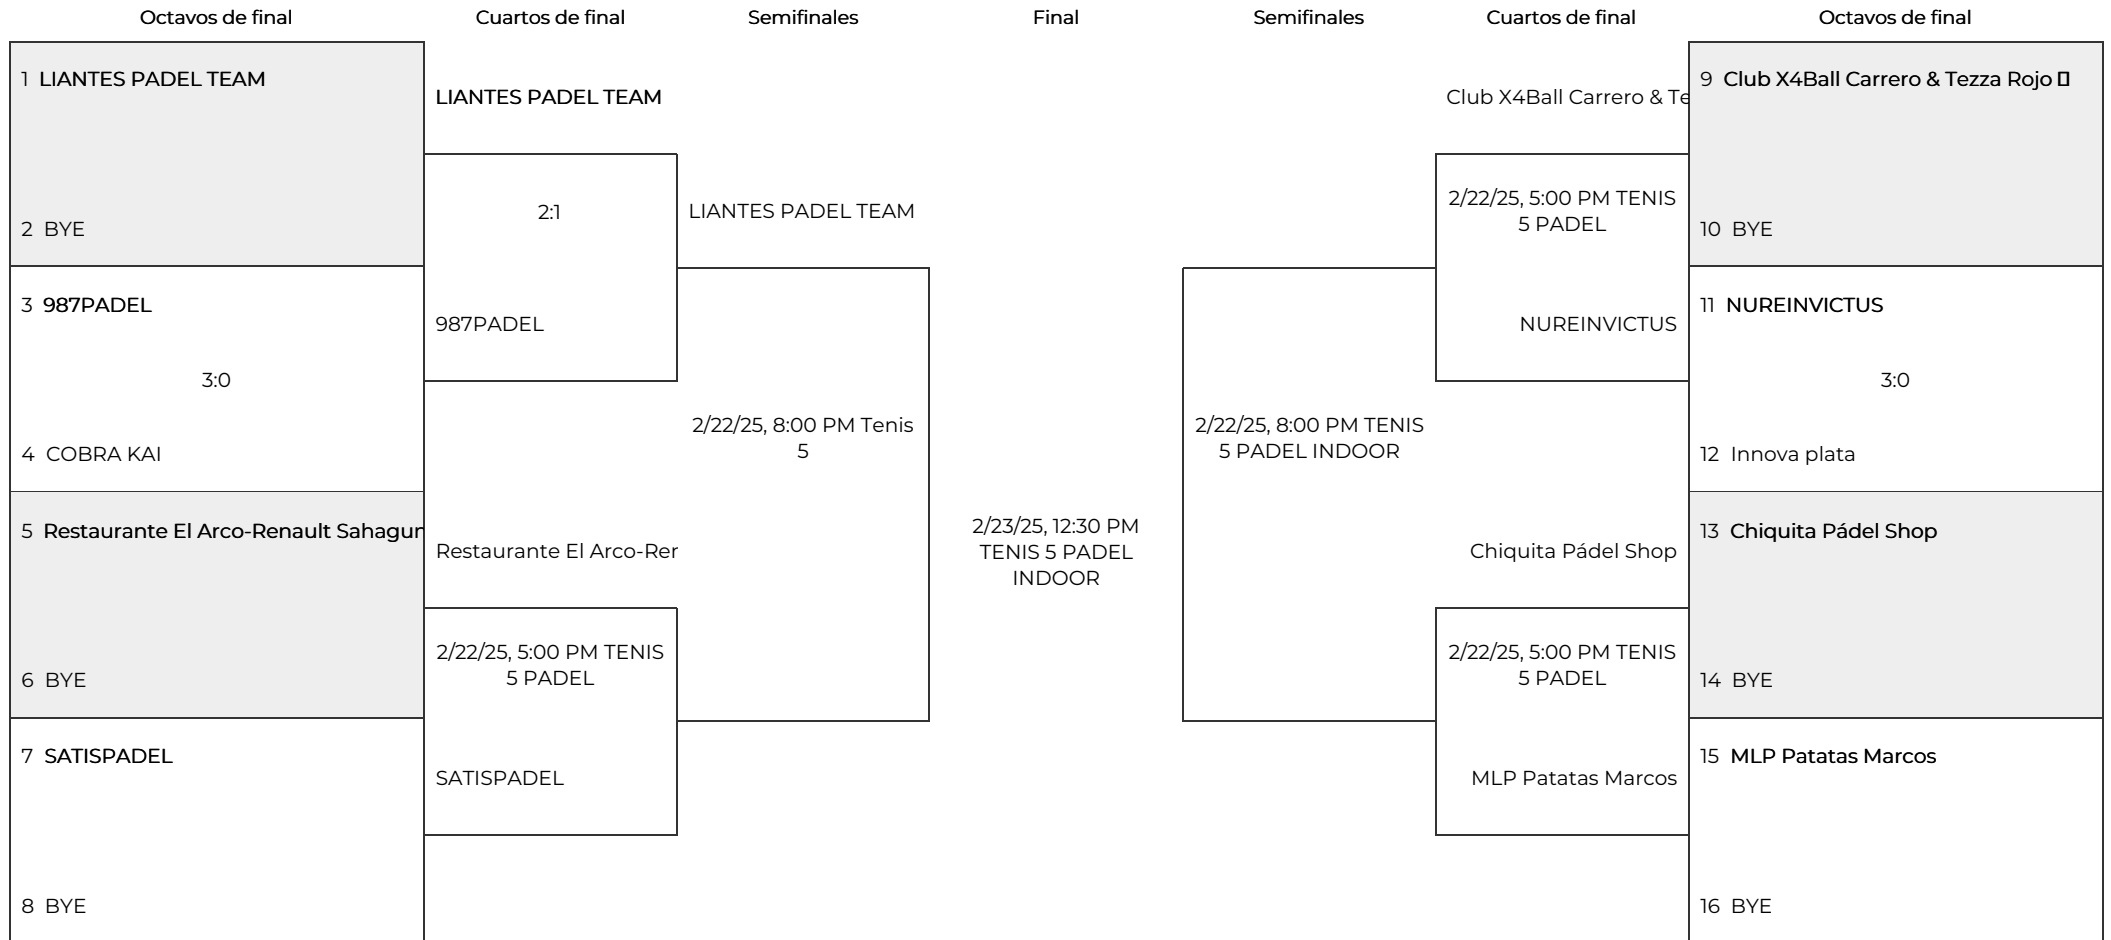 Octavos de final
Cuartos de final
Semifinales
Final
Semifinales
Cuartos de final
Octavos de final
1 LIANTES PADEL TEAM
2 BYE
3 987PADEL
3:0
4 COBRA KAI
5 Restaurante El Arco-Renault Sahagun
6 BYE
7 SATISPADEL
8 BYE
LIANTES PADEL TEAM
2:1
987PADEL
Restaurante El Arco-Rer
2/22/25, 5:00 PM TENIS
5 PADEL
SATISPADEL
LIANTES PADEL TEAM
2/22/25, 8:00 PM Tenis
5
2/23/25, 12:30 PM
TENIS 5 PADEL
INDOOR
2/22/25, 8:00 PM TENIS
5 PADEL INDOOR
Club X4Ball Carrero & Te
2/22/25, 5:00 PM TENIS
5 PADEL
NUREINVICTUS
Chiquita Pádel Shop
2/22/25, 5:00 PM TENIS
5 PADEL
MLP Patatas Marcos
9 Club X4Ball Carrero & Tezza Rojo
10 BYE
11 NUREINVICTUS
3:0
12 Innova plata
13 Chiquita Pádel Shop
14 BYE
15 MLP Patatas Marcos
16 BYE